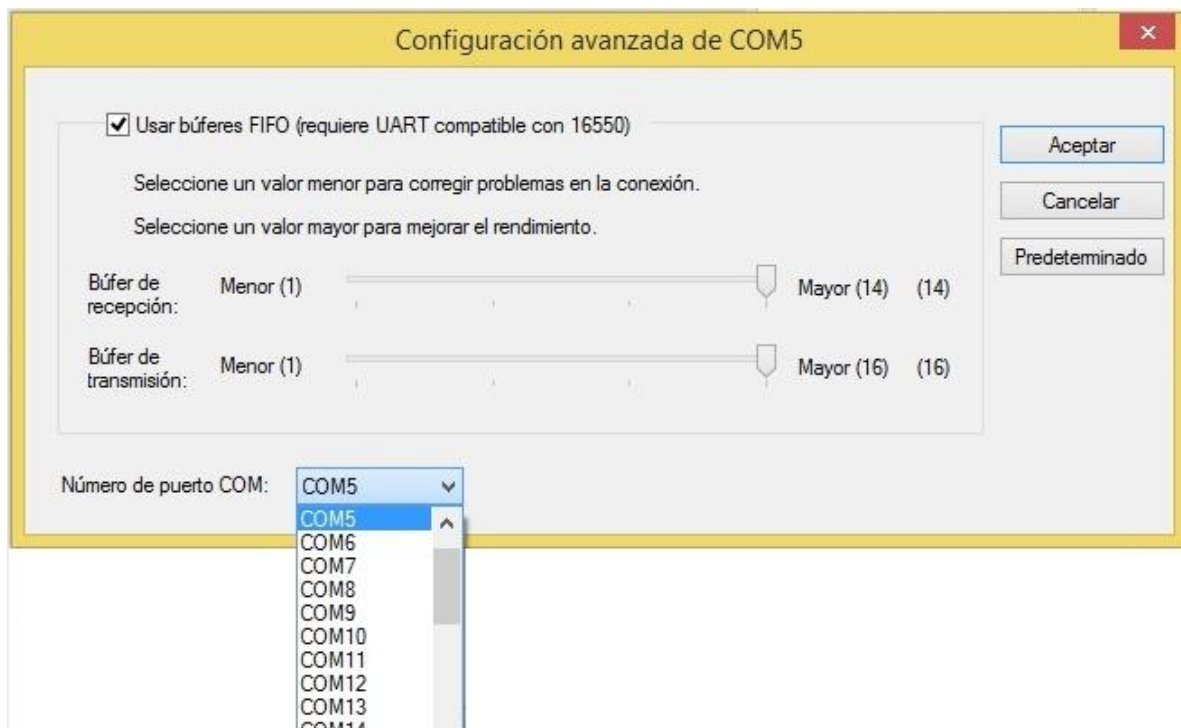 Configuración avanzada de COM5
Usar búferes FIFO (requiere UART compatible con 16550)
Seleccione un valor menor para corregir problemas en la conexión.
Seleccione un valor mayor para mejorar el rendimiento.
Búfer de
recepción:
Menor (1)
Mayor (14)
(14)
Búfer de
transmisión:
Menor (1)
Mayor (16)
(16)
Aceptar
Cancelar
Predeterminado
Número de puerto COM:
COM5
COM5
COM6
COM7
COM8
COM9
COM10
COM11
COM12
COM13
COM14